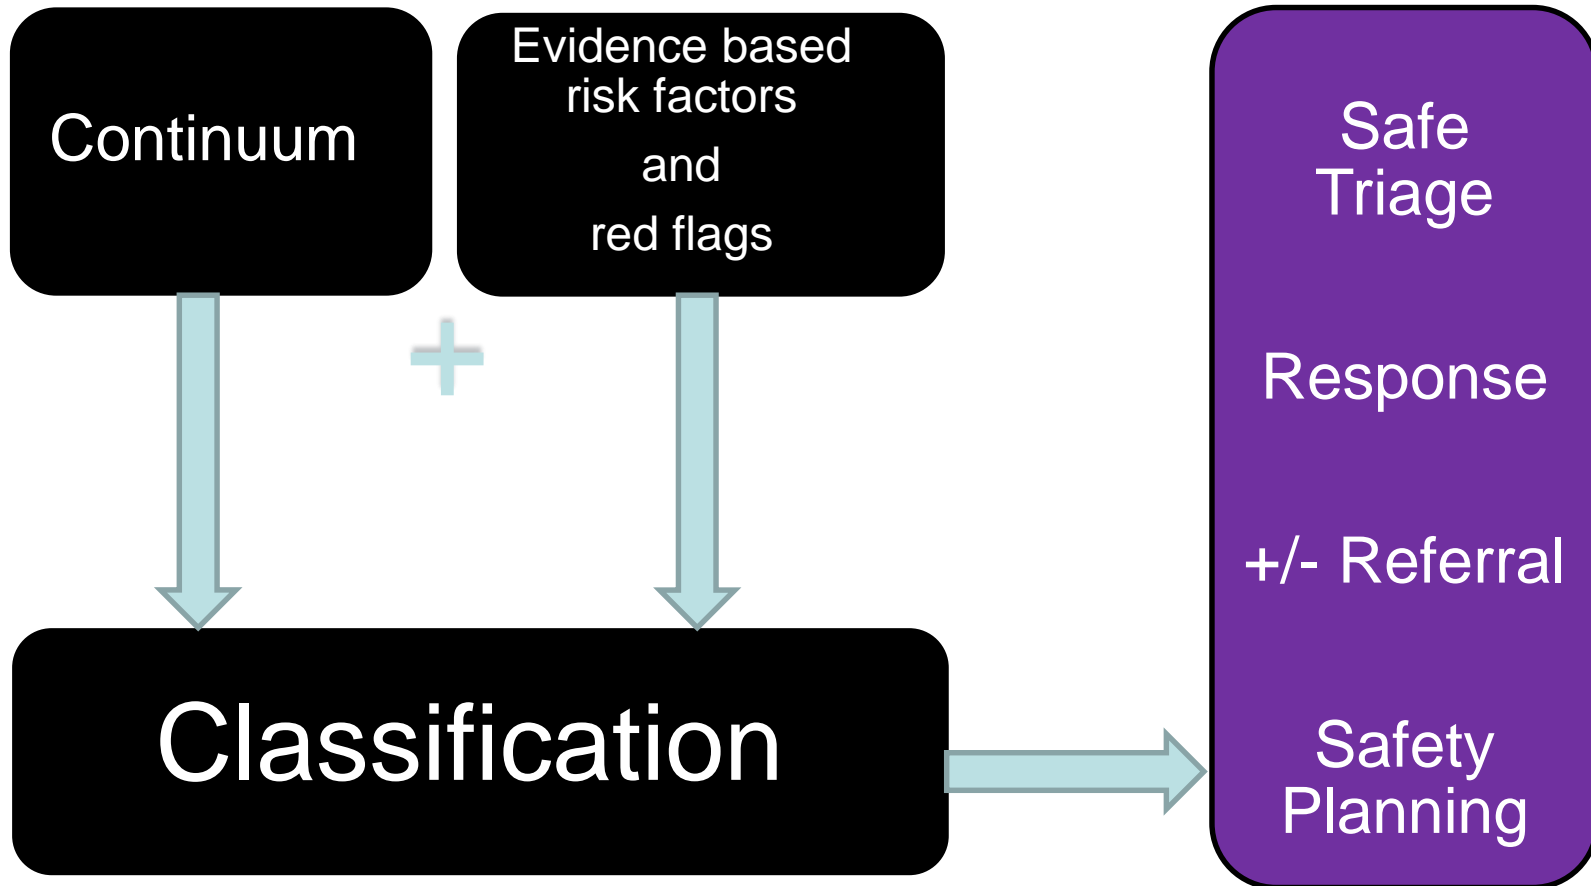 Continuum
Evidence based
risk factors
and
red flags
+
Classification
Safe
Triage
Response
+/- Referral
Safety
Planning